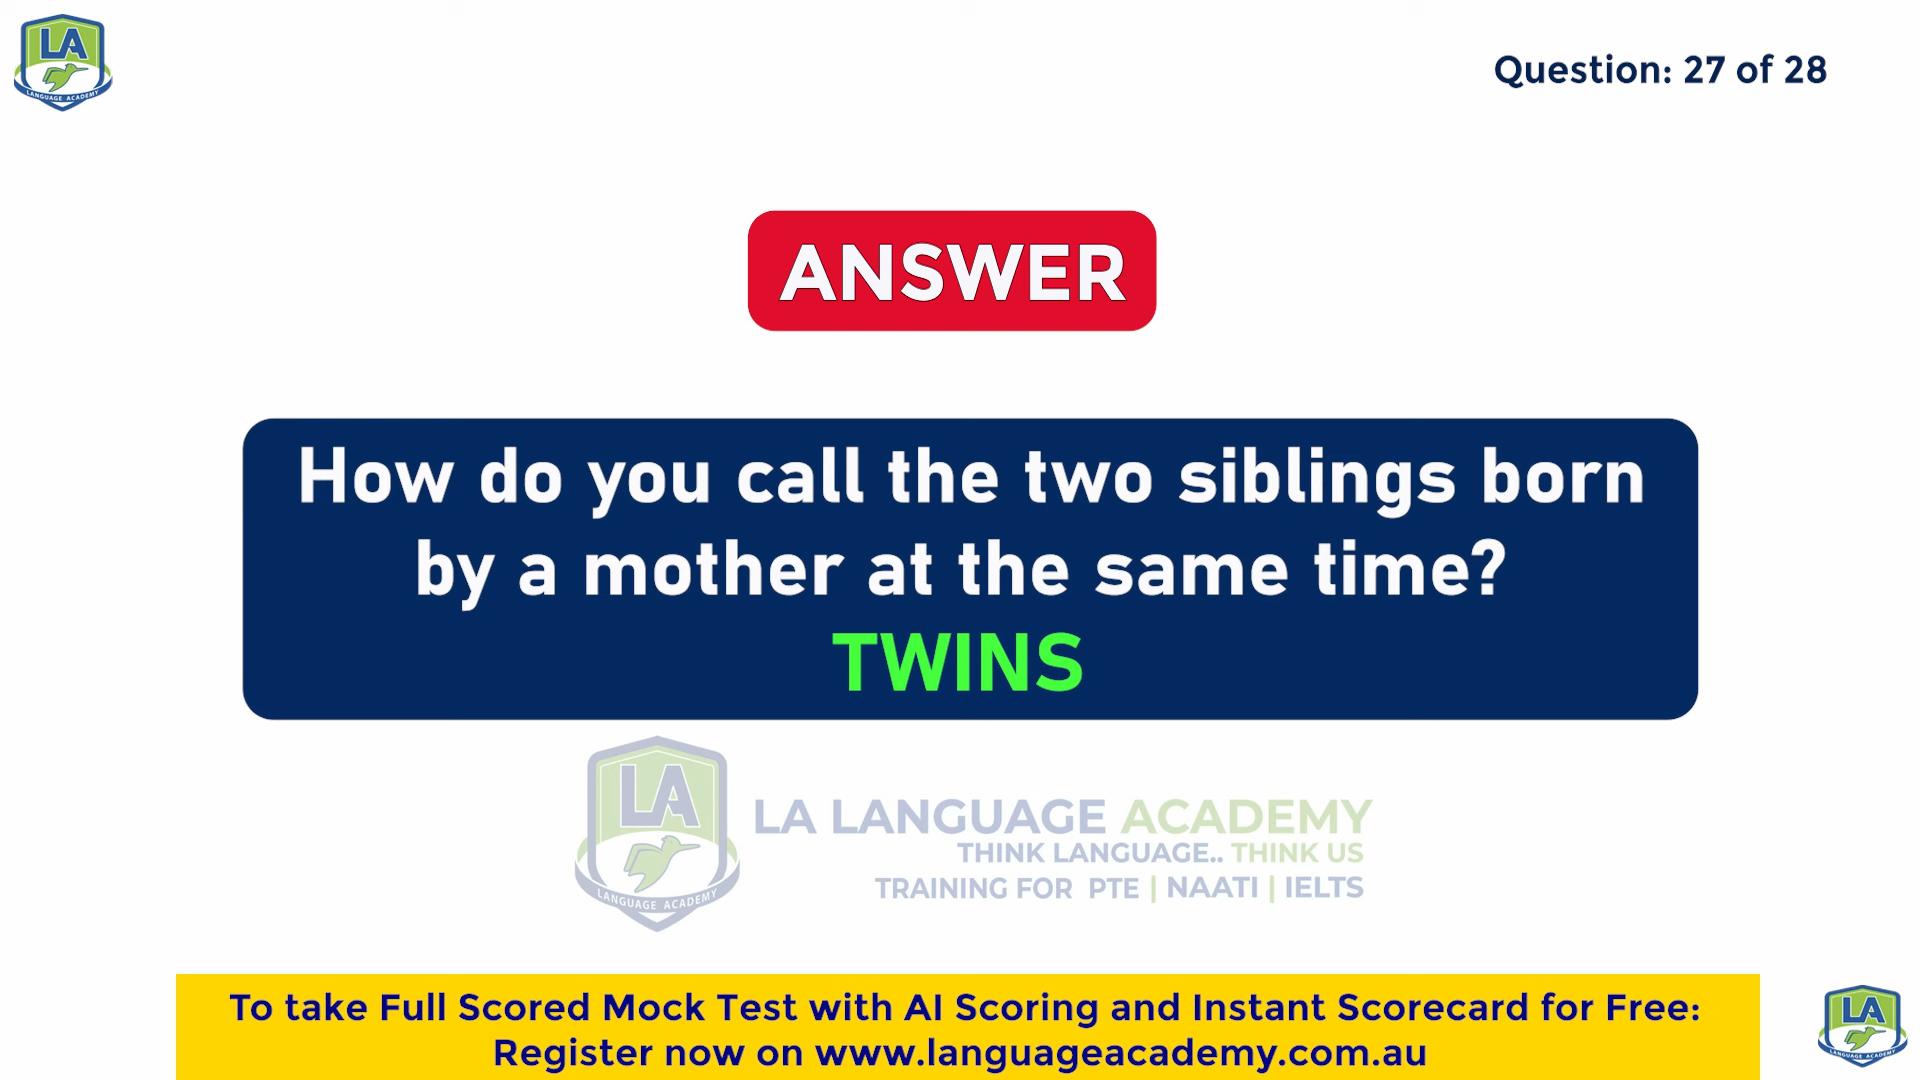 LA
LANGUAGE ACADEMY
Question: 27 of 28
ANSWER
How do you call the two siblings born
by a mother at the same time?
TWINS
LA
LANGUAGE ACADEMY
LA LANGUAGE ACADEMY
THINK LANGUAGE.. THINK US
TRAINING FOR PTE | NAATI | IELTS
To take Full Scored Mock Test with AI Scoring and Instant Scorecard for Free:
Register now on www.languageacademy.com.au
LA
LANGUAGE ACADEMY